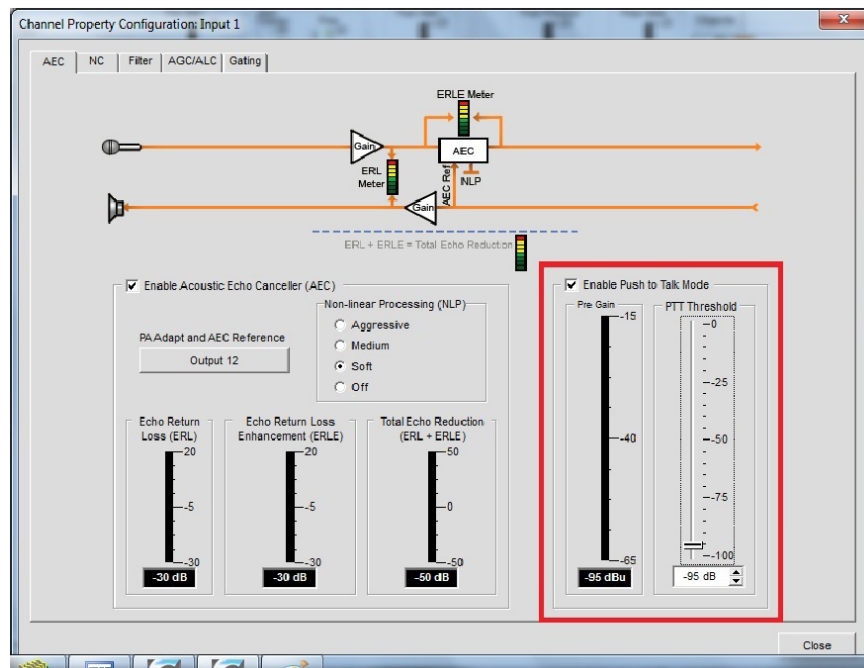 Channel Property Configuration: Input 1
AEC NC Filter AGC/ALC Gating
ERLE Meter
Gain
AEC
ERL
Meter
AEC Ref
NLP
Gain
ERL + ERLE = Total Echo Reduction
Enable Acoustic Echo Canceller (AEC)
Non-linear Processing (NLP)
Aggressive
Medium
Soft
Off
PA Adapt and AEC Reference
Output 12
Echo Return
Loss (ERL)
20
-5
-30
-30 dB
Echo Return Loss
Enhancement (ERLE)
20
-5
-30
-30 dB
Total Echo Reduction
(ERL + ERLE)
50
0
-50
-50 dB
Enable Push to Talk Mode
Pre Gain
-15
-40
-65
-95 dBu
PTT Threshold
-0
-25
-50
-75
-100
-95 dB
Close